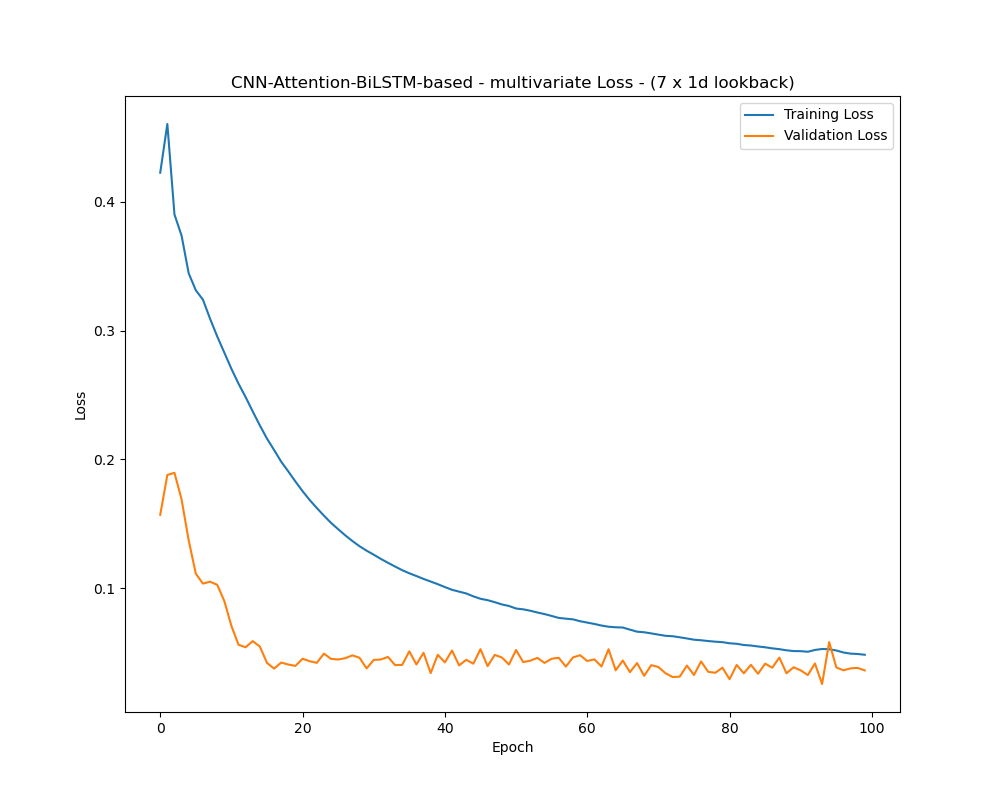 CNN-Attention-BiLSTM-based - multivariate Loss - (7 x 1d lookback)
Training Loss
Validation Loss
0.4
0.3
0.2
0.1
Loss
0 20 40 60 80 100
Epoch